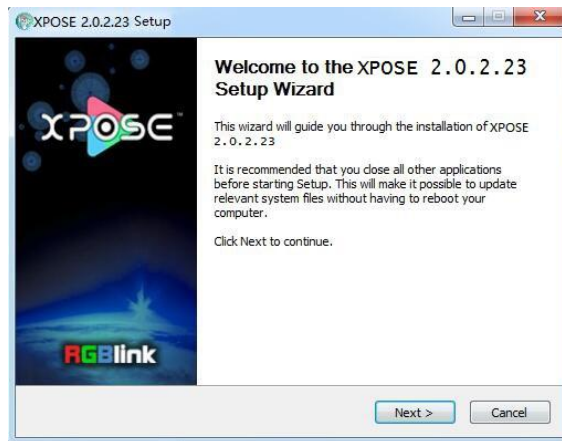 XPOSE 2.0.2.23 Setup
XPOSE™
RGBlink
Welcome to the XPOSE 2.0.2.23
Setup Wizard
This wizard will guide you through the installation of XPOSE
2.0.2.23
It is recommended that you close all other applications
before starting Setup. This will make it possible to update
relevant system files without having to reboot your
computer.
Click Next to continue.
Next >
Cancel